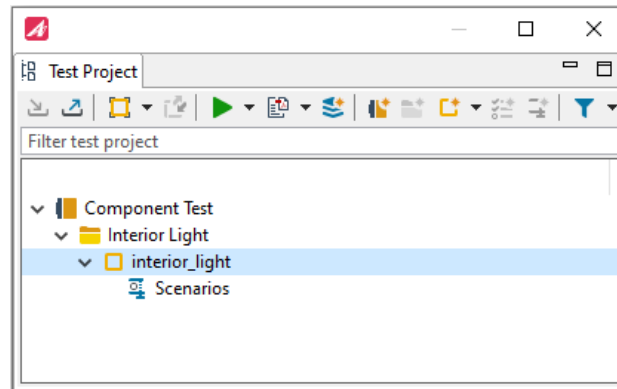 Test Project
Filter test project
Component Test
Interior Light
interior_light
Scenarios